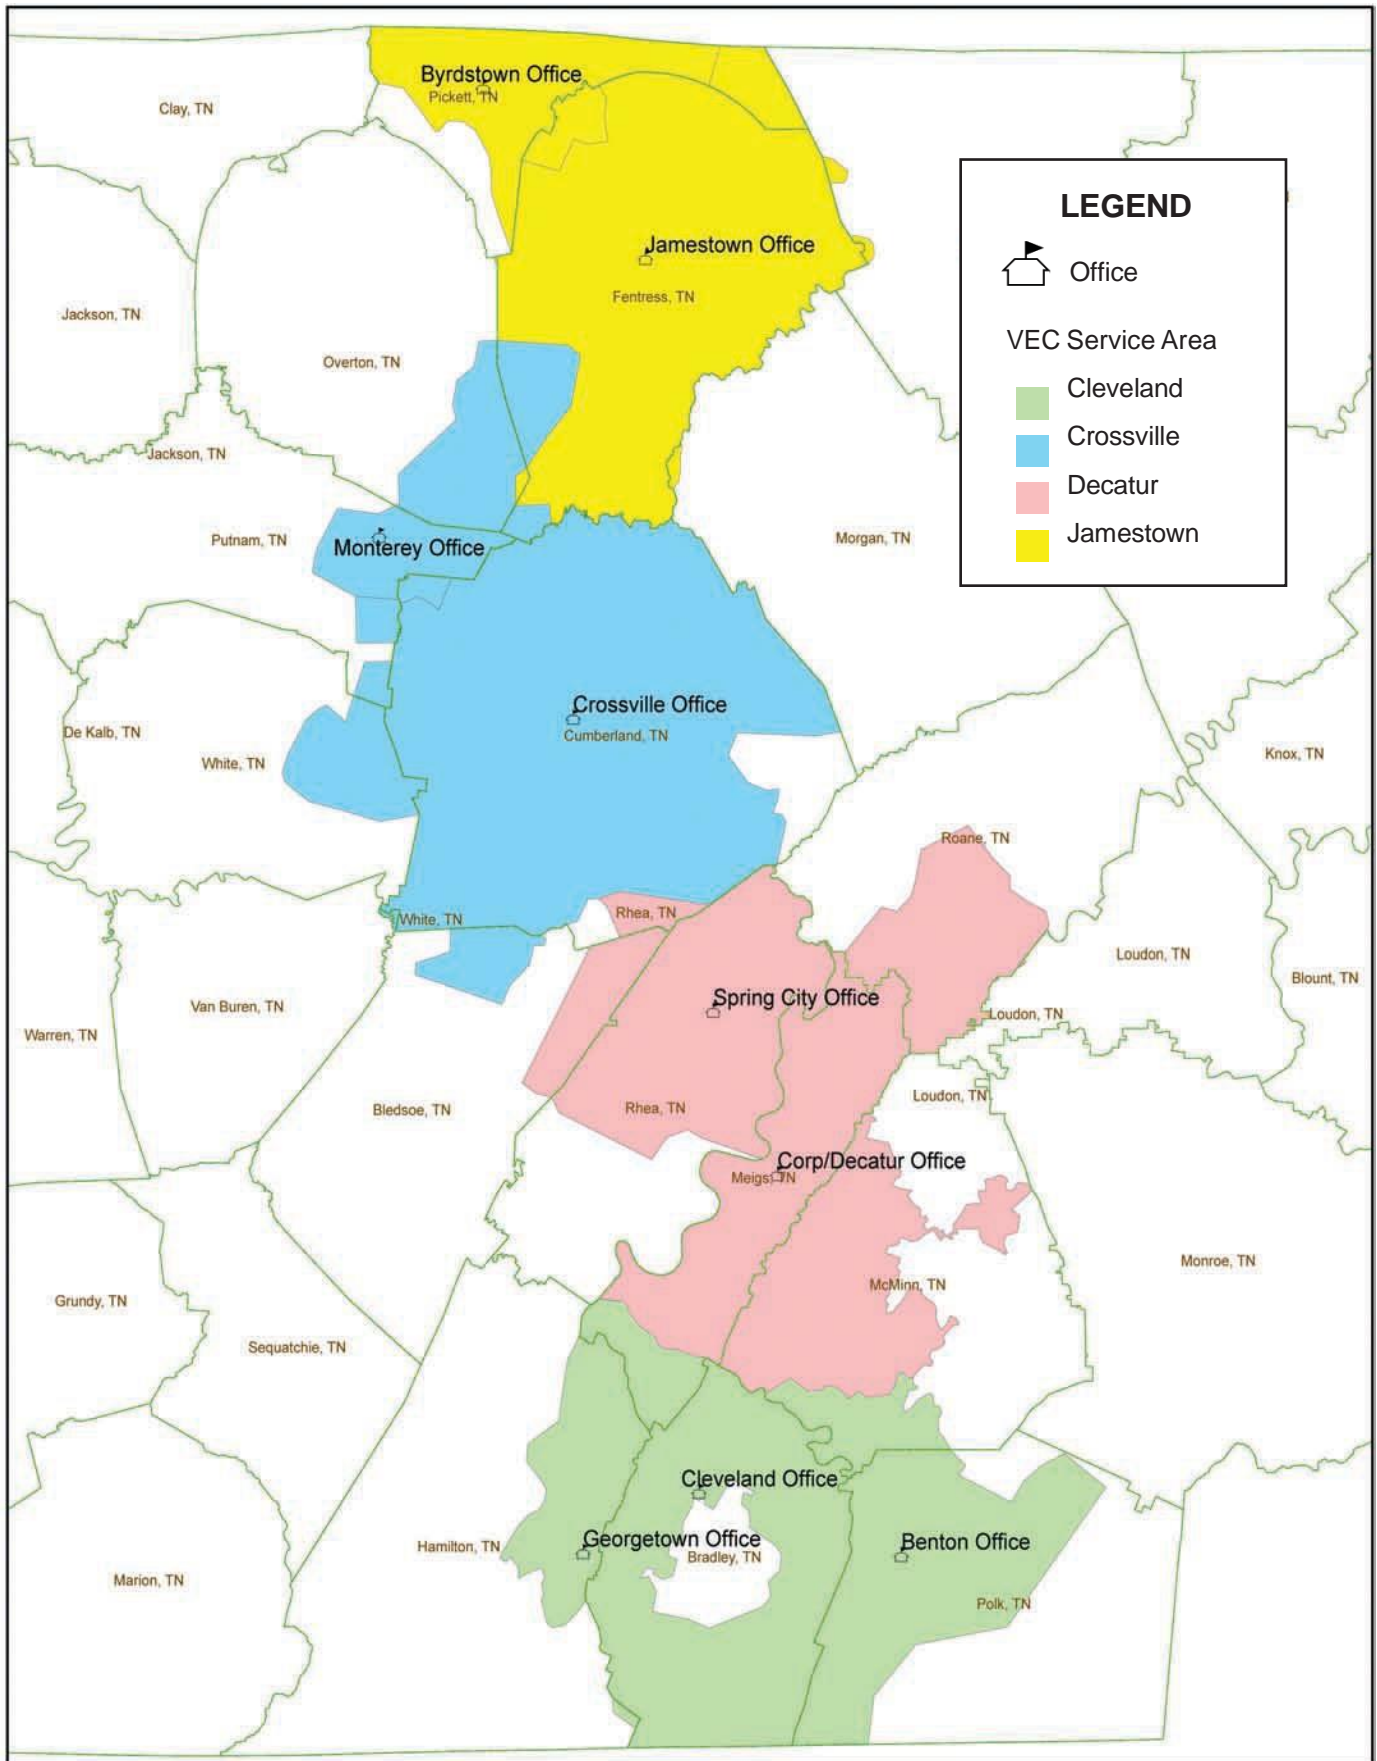 Byrdstown Office
Pickett, TN
Clay, TN
LEGEND
Office
VEC Service Area
Cleveland
Crossville
Decatur
Jamestown
Jamestown Office
Fentress, TN
Jackson, TN
Overton, TN
Jackson, TN
Putnam, TN
Monterey Office
Morgan, TN
Crossville Office
Cumberland, TN
De Kalb, TN
White, TN
Knox, TN
Roane, TN
White, TN
Rhea, TN
Loudon, TN
Blount, TN
Van Buren, TN
Spring City Office
Loudon, TN
Warren, TN
Bledsoe, TN
Rhea, TN
Loudon, TN
Corp/Decatur Office
Meigs, TN
Monroe, TN
McMinn, TN
Grundy, TN
Sequatchie, TN
Cleveland Office
Hamilton, TN
Georgetown Office
Bradley, TN
Benton Office
Marion, TN
Polk, TN